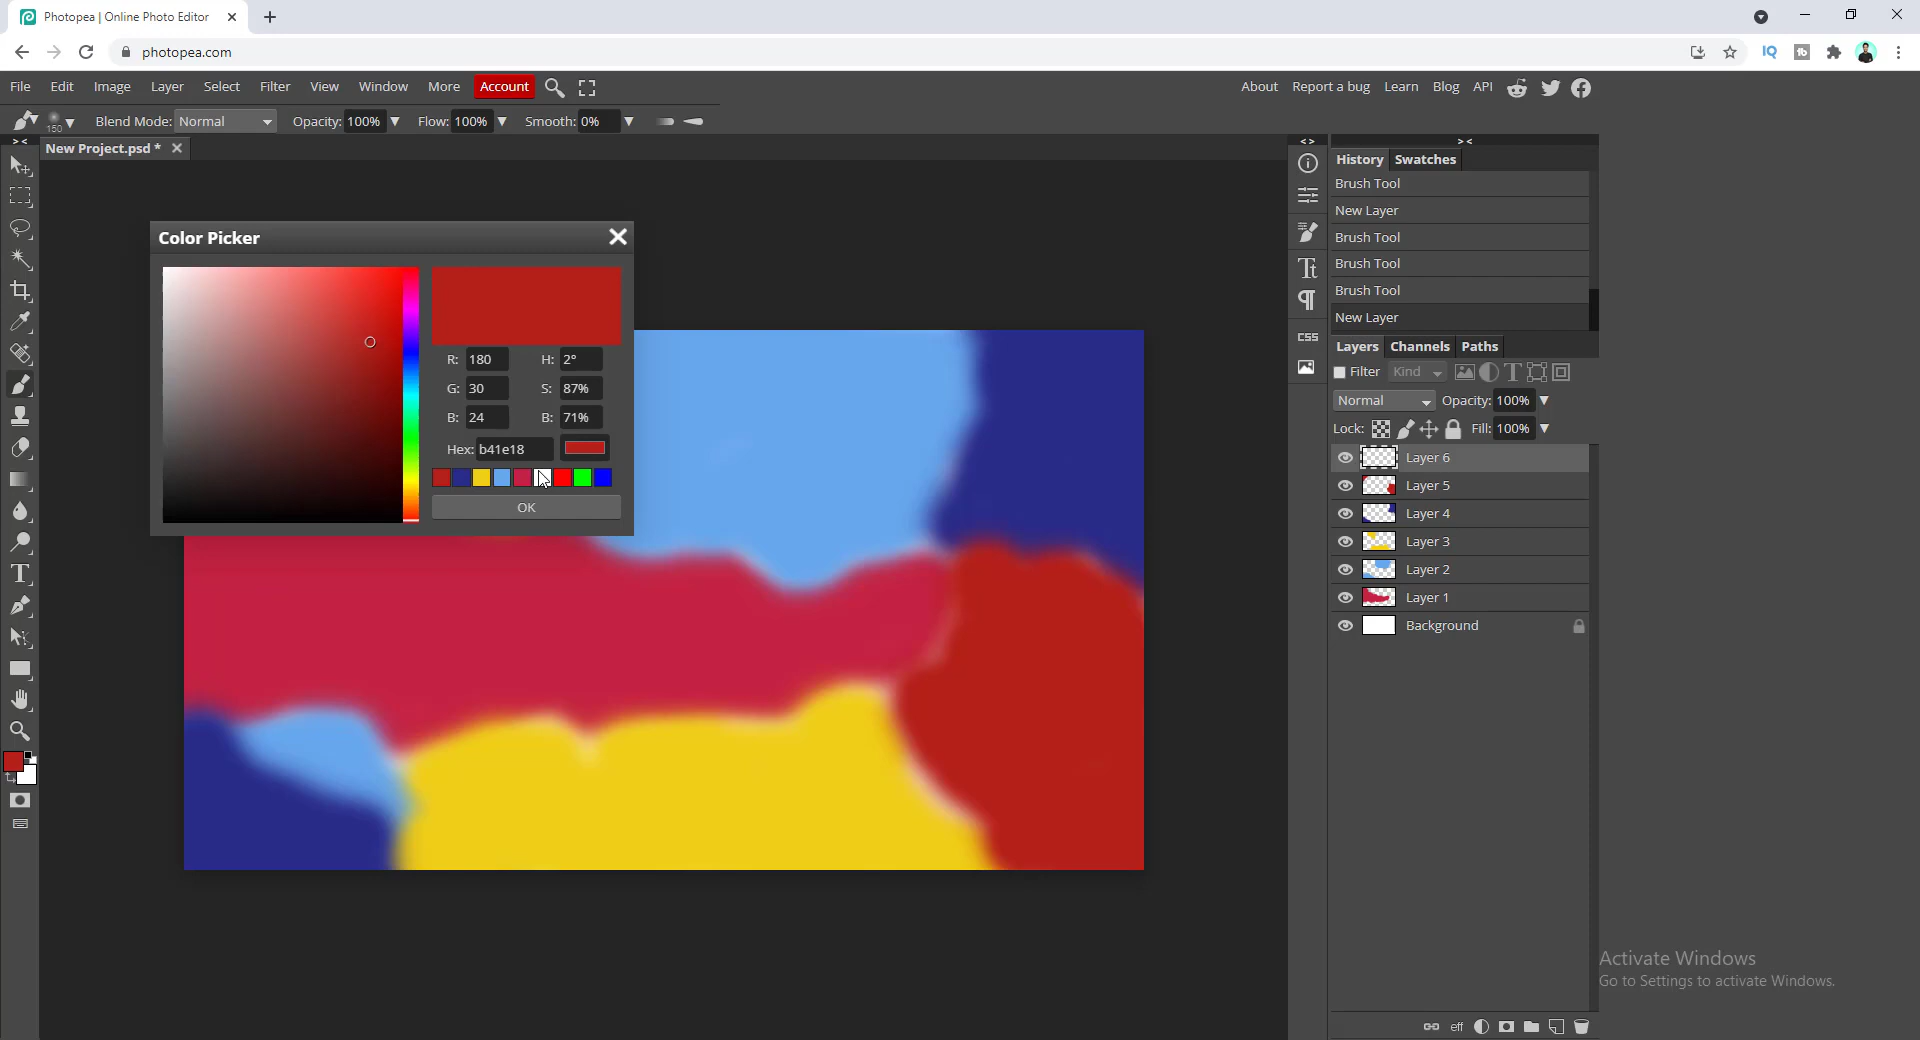 Photopea | Online Photo Editor
photopea.com
File Edit Image Layer Select Filter View Window More Account
About Report a bug Learn Blog API
150 Blend Mode: Normal Opacity: 100% Flow: 100% Smooth: 0%
New Project.psd *
Color Picker
R: 180 H: 2°
G: 30 S: 87%
B: 24 B: 71%
Hex: b41e18
OK
History Swatches
Brush Tool
New Layer
Brush Tool
Brush Tool
Brush Tool
New Layer
CSS
Layers Channels Paths
Filter Kind
Normal Opacity: 100%
Lock: Fill: 100%
Layer 6
Layer 5
Layer 4
Layer 3
Layer 2
Layer 1
Background
eff
Activate Windows
Go to Settings to activate Windows.